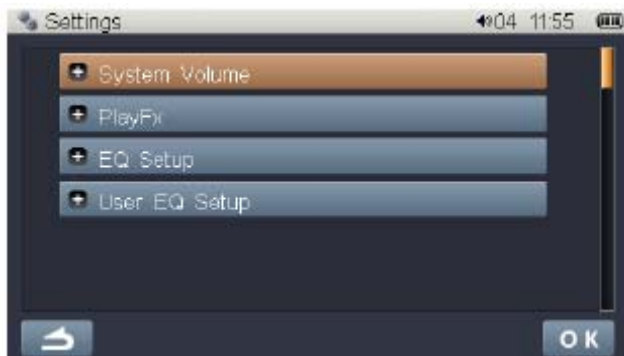 Settings 04 11:55
System Volume
PlayFx
EQ Setup
User EQ Setup
OK